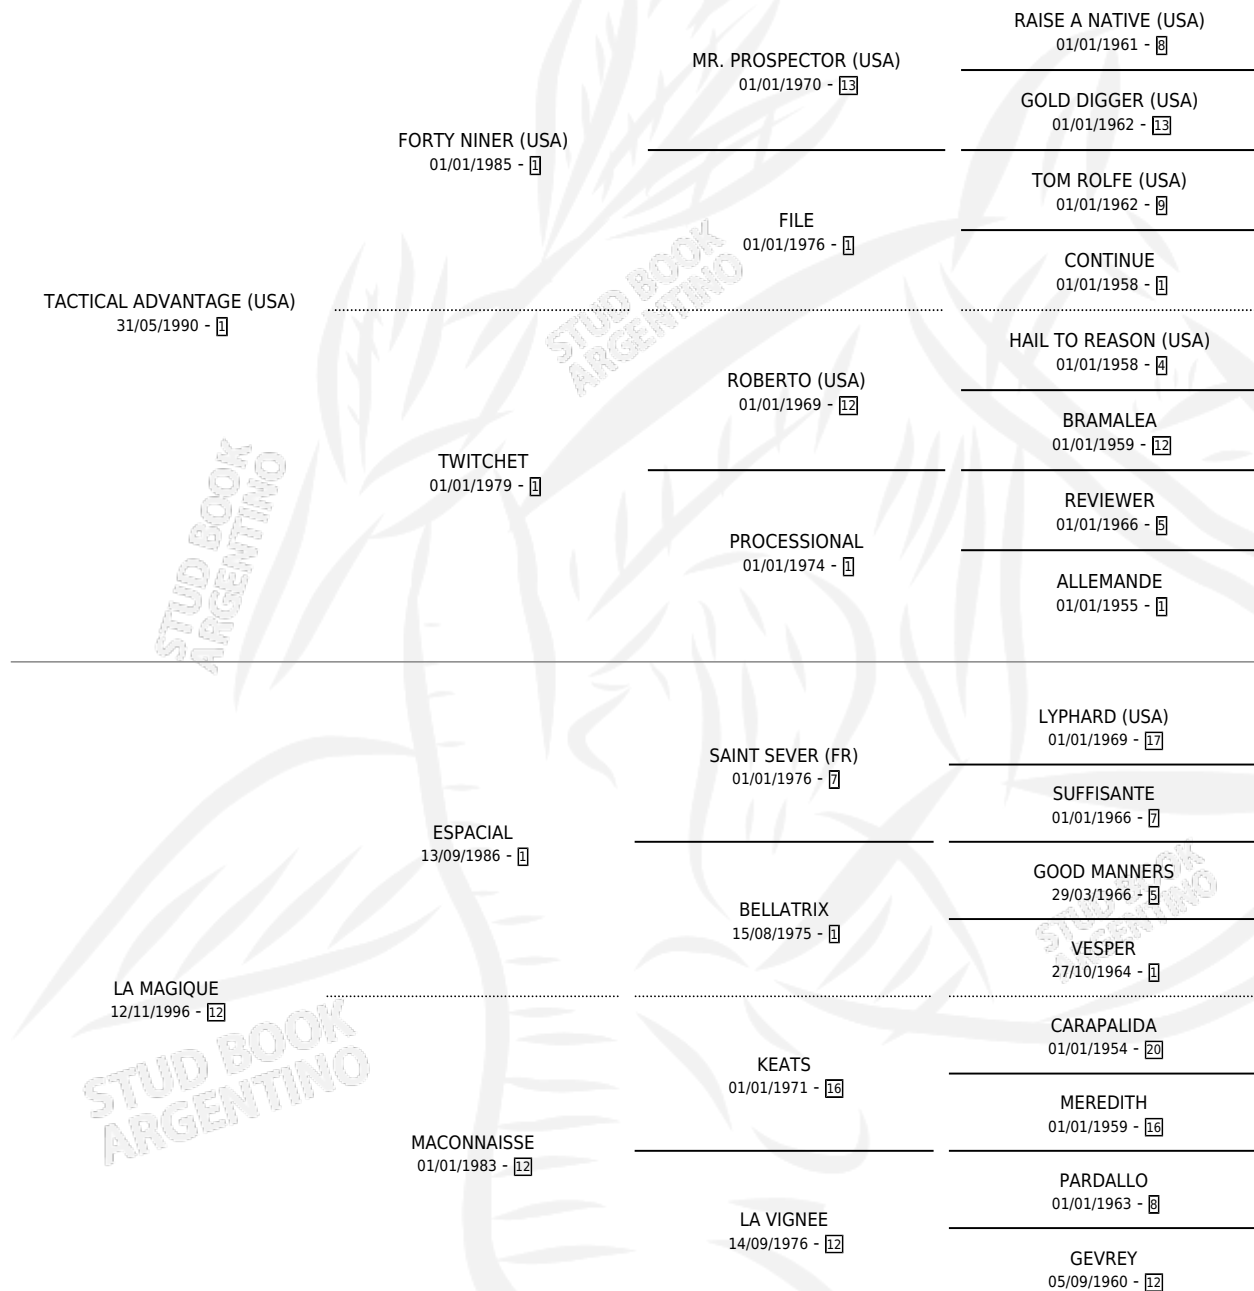 RAISE A NATIVE (USA)
01/01/1961 - 8
MR. PROSPECTOR (USA)
01/01/1970 - 13
GOLD DIGGER (USA)
01/01/1962 - 13
FORTY NINER (USA)
01/01/1985 - 1
TOM ROLFE (USA)
01/01/1962 - 9
FILE
01/01/1976 - 1
CONTINUE
01/01/1958 - 1
TACTICAL ADVANTAGE (USA)
31/05/1990 - 1
HAIL TO REASON (USA)
01/01/1958 - 4
ROBERTO (USA)
01/01/1969 - 12
BRAMALEA
01/01/1959 - 12
TWITCHET
01/01/1979 - 1
REVIEWER
01/01/1966 - 5
PROCESSIONAL
01/01/1974 - 1
ALLEMANDE
01/01/1955 - 1
LYPHARD (USA)
01/01/1969 - 17
SAINT SEVER (FR)
01/01/1976 - 7
SUFFISANTE
01/01/1966 - 7
ESPACIAL
13/09/1986 - 1
GOOD MANNERS
29/03/1966 - 5
BELLATRIX
15/08/1975 - 1
VESPER
27/10/1964 - 1
LA MAGIQUE
12/11/1996 - 12
CARAPALIDA
01/01/1954 - 20
KEATS
01/01/1971 - 16
MEREDITH
01/01/1959 - 16
MACONNAISSE
01/01/1983 - 12
PARDALLO
01/01/1963 - 8
LA VIGNEE
14/09/1976 - 12
GEVREY
05/09/1960 - 12
STUD BOOK
ARGENTINO
STUD BOOK
ARGENTINO
STUD BOOK
ARGENTINO
STUD BOOK
ARGENTINO